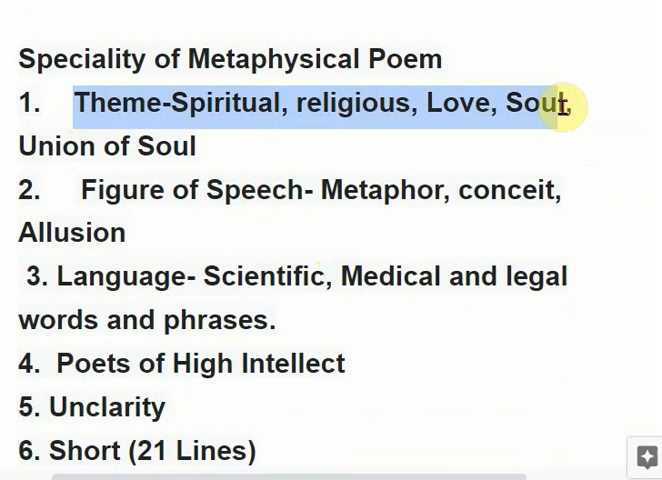 Speciality of Metaphysical Poem
1. Theme-Spiritual, religious, Love, Soul,
Union of Soul
2. Figure of Speech- Metaphor, conceit,
Allusion
3. Language- Scientific, Medical and legal
words and phrases.
4. Poets of High Intellect
5. Unclarity
6. Short (21 Lines)